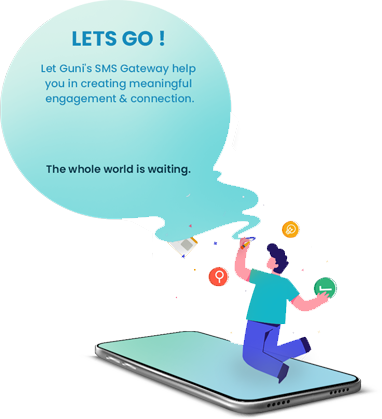 LETS GO !
Let Guni's SMS Gateway help
you in creating meaningful
engagement & connection.
The whole world is waiting.